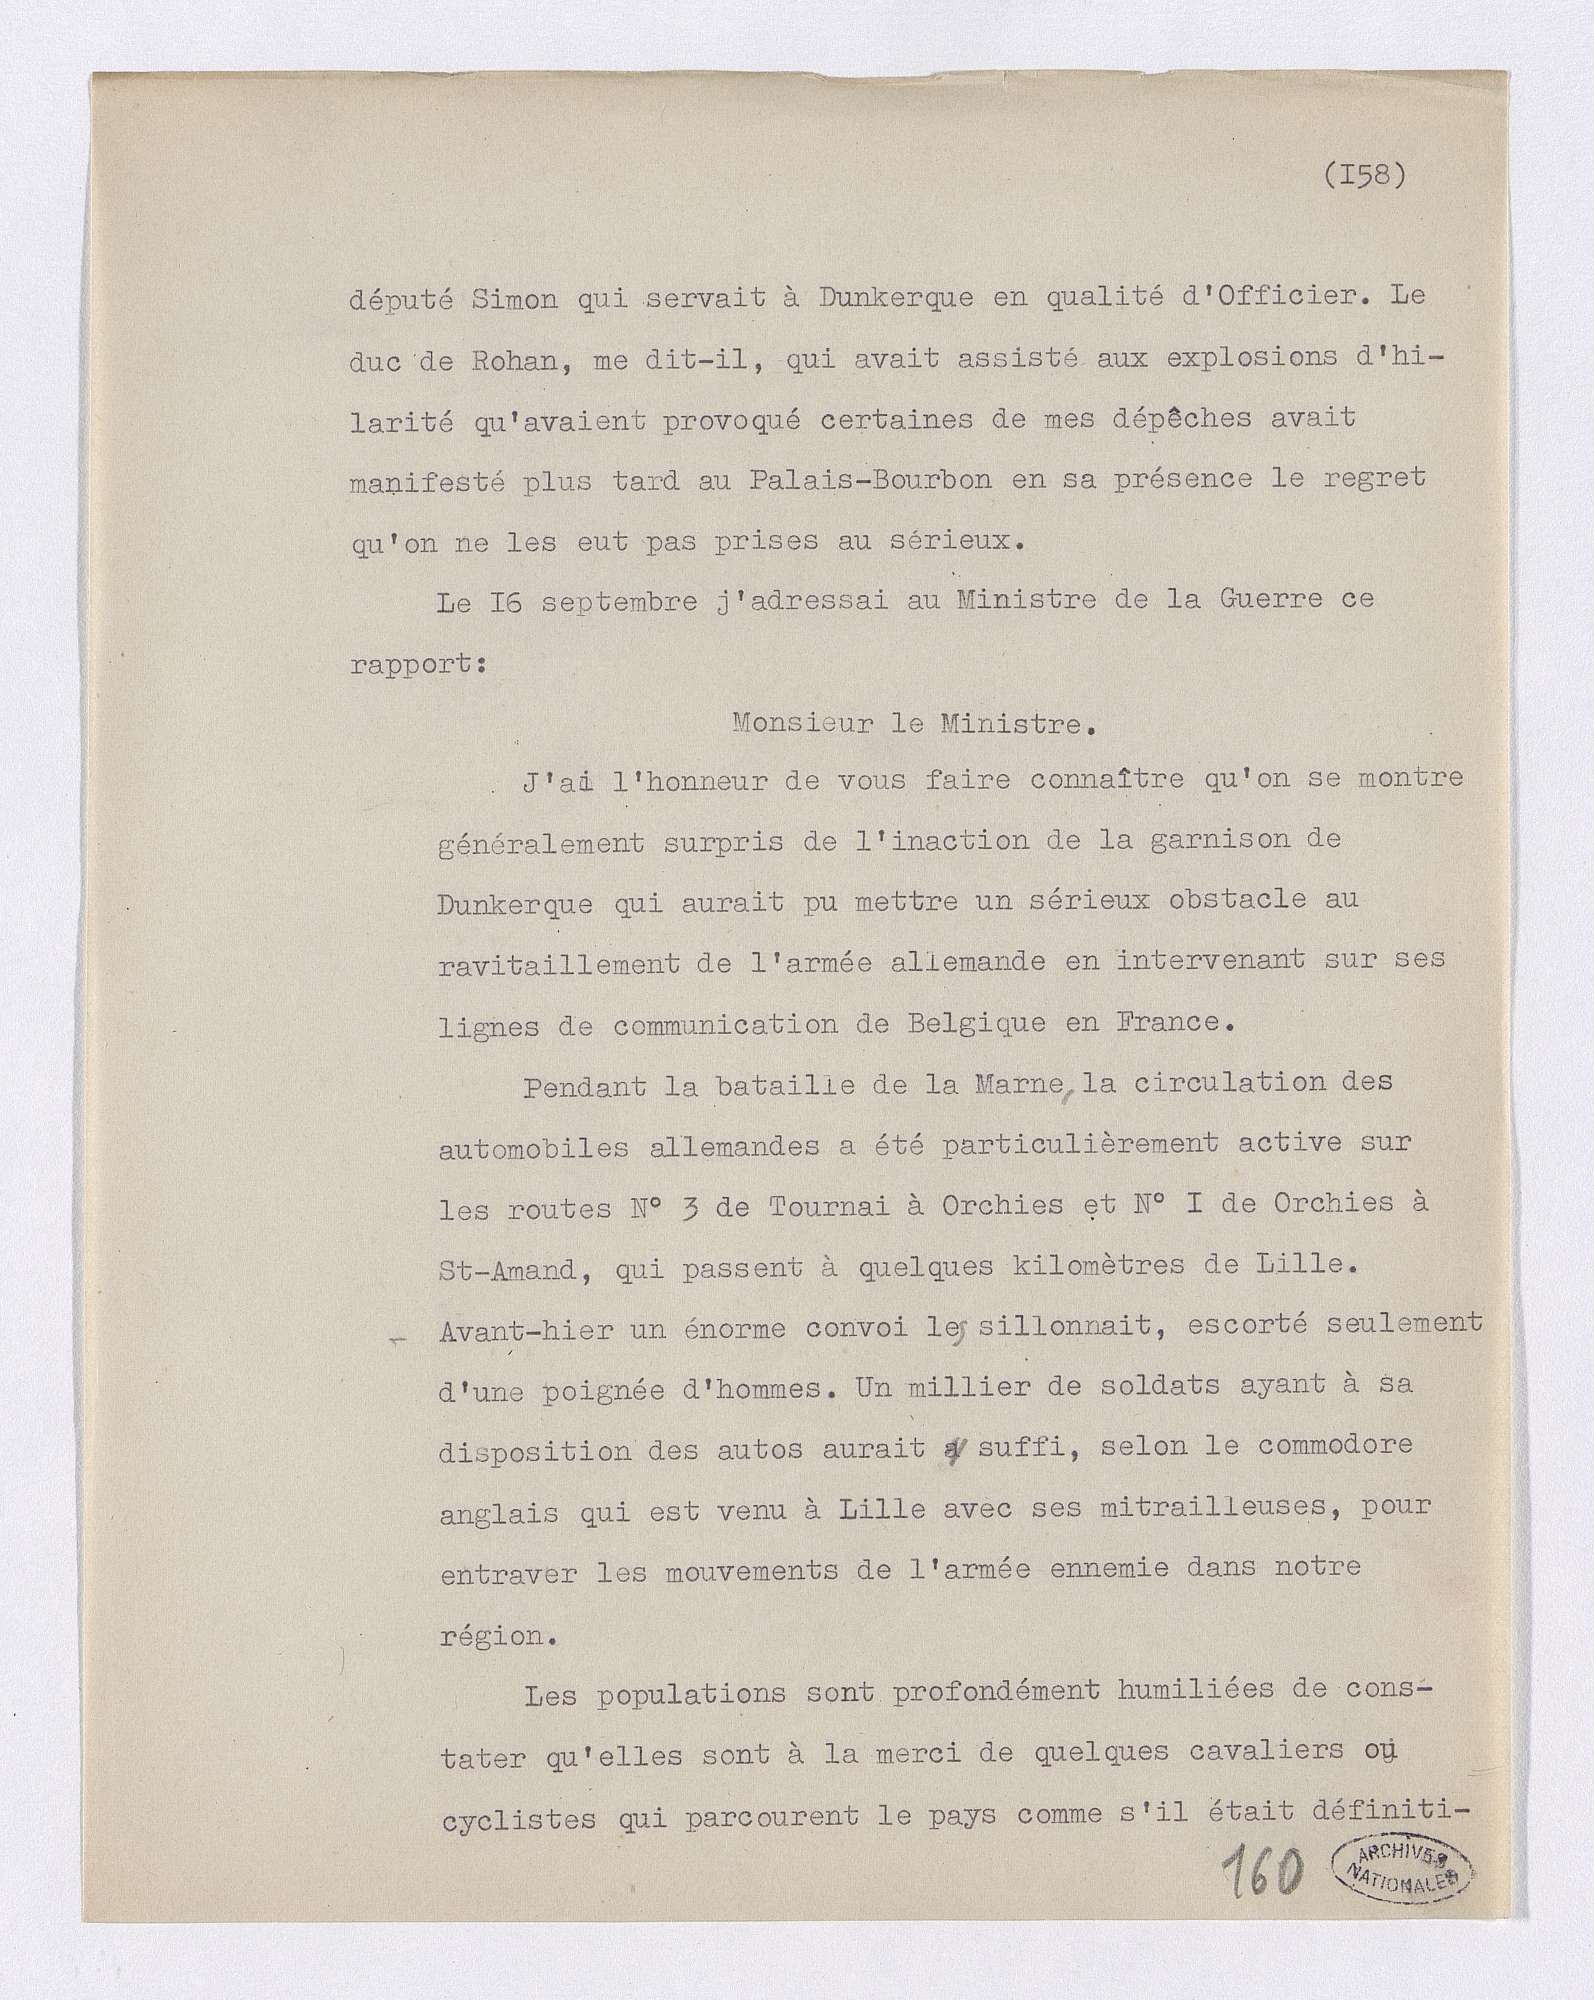 (I58)
député Simon qui servait à Dunkerque en qualité d'Officier. Le
duc de Rohan, me dit-il, qui avait assisté aux explosions d'hi-
larité qu'avaient provoqué certaines de mes dépêches avait
manifesté plus tard au Palais-Bourbon en sa présence le regret
qu'on ne les eut pas prises au sérieux.
Le I6 septembre j'adressai au Ministre de la Guerre ce
rapport:
Monsieur le Ministre.
J'ai l'honneur de vous faire connaître qu'on se montre
généralement surpris de l'inaction de la garnison de
Dunkerque qui aurait pu mettre un sérieux obstacle au
ravitaillement de l'armée allemande en intervenant sur ses
lignes de communication de Belgique en France.
Pendant la bataille de la Marne, la circulation des
automobiles allemandes a été particulièrement active sur
les routes N° 3 de Tournai à Orchies et N° I de Orchies à
St-Amand, qui passent à quelques kilomètres de Lille.
Avant-hier un énorme convoi les sillonnait, escorté seulement
d'une poignée d'hommes. Un millier de soldats ayant à sa
disposition des autos aurait suffi, selon le commodore
anglais qui est venu à Lille avec ses mitrailleuses, pour
entraver les mouvements de l'armée ennemie dans notre
région.
Les populations sont profondément humiliées de cons-
tater qu'elles sont à la merci de quelques cavaliers ou
cyclistes qui parcourent le pays comme s'il était définiti-
160
ARCHIVES
NATIONALES